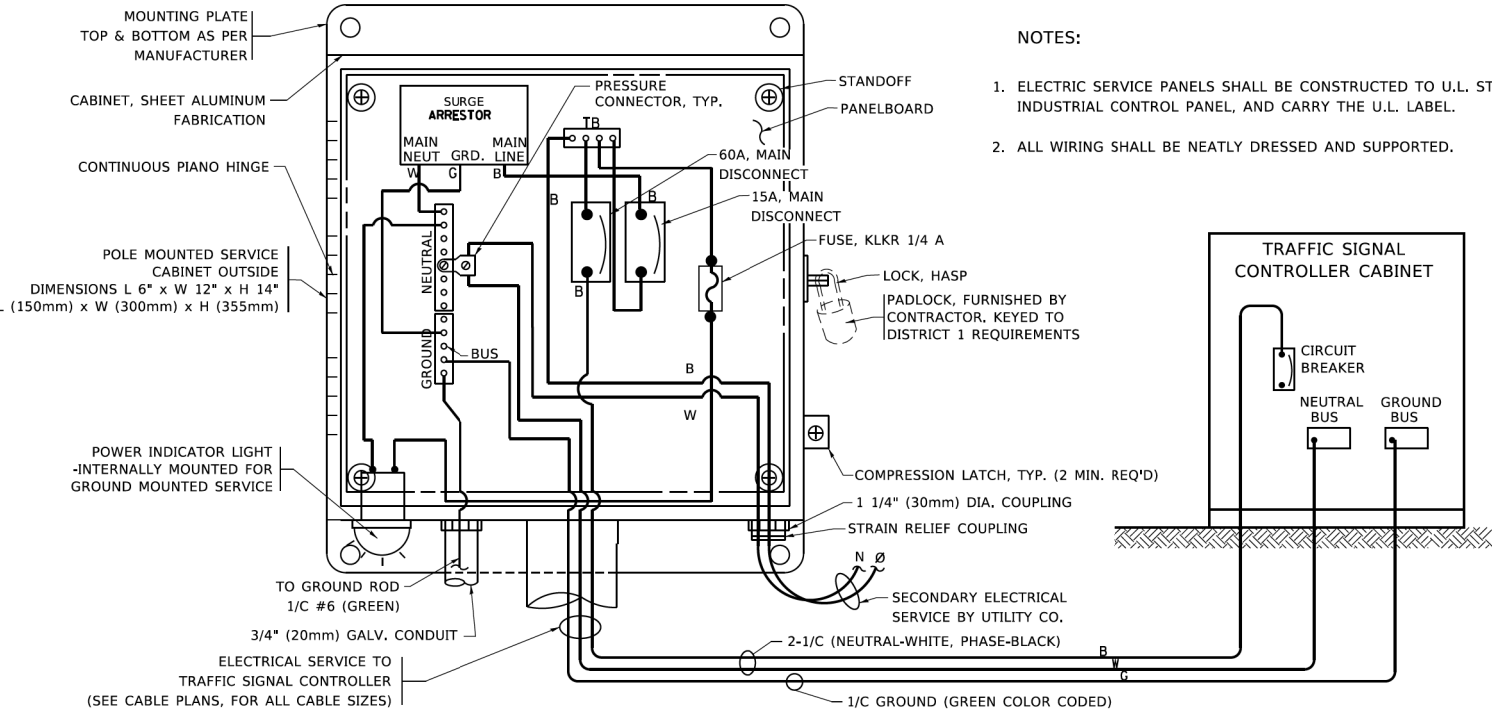 MOUNTING PLATE
TOP & BOTTOM AS PER
MANUFACTURER
CABINET, SHEET ALUMINUM
FABRICATION
CONTINUOUS PIANO HINGE
POLE MOUNTED SERVICE
CABINET OUTSIDE
DIMENSIONS L 6" x W 12" x H 14"
L (150mm) x W (300mm) x H (355mm)
POWER INDICATOR LIGHT
-INTERNALLY MOUNTED FOR
GROUND MOUNTED SERVICE
TO GROUND ROD
1/C #6 (GREEN)
3/4" (20mm) GALV. CONDUIT
ELECTRICAL SERVICE TO
TRAFFIC SIGNAL CONTROLLER
(SEE CABLE PLANS, FOR ALL CABLE SIZES)
SURGE
ARRESTOR
MAIN
NEUT
GRD.
MAIN
LINE
W
G
B
PRESSURE
CONNECTOR, TYP.
TB
B
B
B
NEUTRAL
GROUND
BUS
B
W
STANDOFF
PANELBOARD
60A, MAIN
DISCONNECT
15A, MAIN
DISCONNECT
FUSE, KLKR 1/4 A
LOCK, HASP
PADLOCK, FURNISHED BY
CONTRACTOR. KEYED TO
DISTRICT 1 REQUIREMENTS
COMPRESSION LATCH, TYP. (2 MIN. REQ'D)
1 1/4" (30mm) DIA. COUPLING
STRAIN RELIEF COUPLING
N Ø
SECONDARY ELECTRICAL
SERVICE BY UTILITY CO.
2-1/C (NEUTRAL-WHITE, PHASE-BLACK)
B
W
G
1/C GROUND (GREEN COLOR CODED)
NOTES:
1. ELECTRIC SERVICE PANELS SHALL BE CONSTRUCTED TO U.L. ST
INDUSTRIAL CONTROL PANEL, AND CARRY THE U.L. LABEL.
2. ALL WIRING SHALL BE NEATLY DRESSED AND SUPPORTED.
TRAFFIC SIGNAL
CONTROLLER CABINET
CIRCUIT
BREAKER
NEUTRAL
BUS
GROUND
BUS